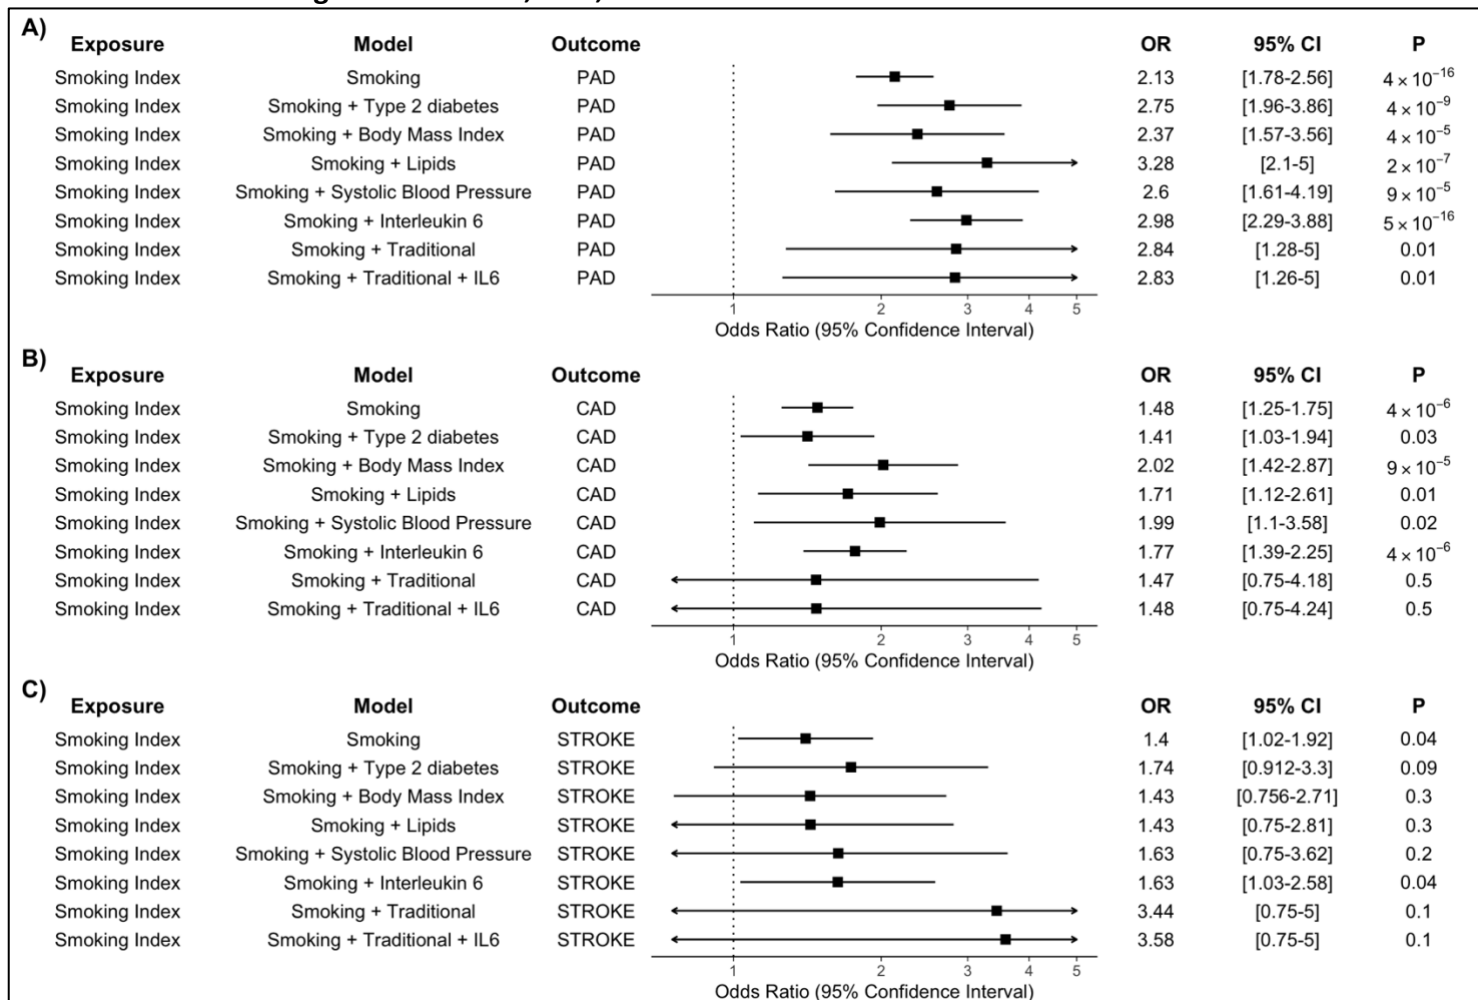 A)
Exposure Model Outcome OR 95% CI P
Smoking Index Smoking PAD 2.13 [1.78-2.56] 4 × 10⁻¹⁶
Smoking Index Smoking + Type 2 diabetes PAD 2.75 [1.96-3.86] 4 × 10⁻⁹
Smoking Index Smoking + Body Mass Index PAD 2.37 [1.57-3.56] 4 × 10⁻⁵
Smoking Index Smoking + Lipids PAD 3.28 [2.1-5] 2 × 10⁻⁷
Smoking Index Smoking + Systolic Blood Pressure PAD 2.6 [1.61-4.19] 9 × 10⁻⁵
Smoking Index Smoking + Interleukin 6 PAD 2.98 [2.29-3.88] 5 × 10⁻¹⁶
Smoking Index Smoking + Traditional PAD 2.84 [1.28-5] 0.01
Smoking Index Smoking + Traditional + IL6 PAD 2.83 [1.26-5] 0.01
1 2 3 4 5
Odds Ratio (95% Confidence Interval)
B)
Exposure Model Outcome OR 95% CI P
Smoking Index Smoking CAD 1.48 [1.25-1.75] 4 × 10⁻⁶
Smoking Index Smoking + Type 2 diabetes CAD 1.41 [1.03-1.94] 0.03
Smoking Index Smoking + Body Mass Index CAD 2.02 [1.42-2.87] 9 × 10⁻⁵
Smoking Index Smoking + Lipids CAD 1.71 [1.12-2.61] 0.01
Smoking Index Smoking + Systolic Blood Pressure CAD 1.99 [1.1-3.58] 0.02
Smoking Index Smoking + Interleukin 6 CAD 1.77 [1.39-2.25] 4 × 10⁻⁶
Smoking Index Smoking + Traditional CAD 1.47 [0.75-4.18] 0.5
Smoking Index Smoking + Traditional + IL6 CAD 1.48 [0.75-4.24] 0.5
1 2 3 4 5
Odds Ratio (95% Confidence Interval)
C)
Exposure Model Outcome OR 95% CI P
Smoking Index Smoking STROKE 1.4 [1.02-1.92] 0.04
Smoking Index Smoking + Type 2 diabetes STROKE 1.74 [0.912-3.3] 0.09
Smoking Index Smoking + Body Mass Index STROKE 1.43 [0.756-2.71] 0.3
Smoking Index Smoking + Lipids STROKE 1.43 [0.75-2.81] 0.3
Smoking Index Smoking + Systolic Blood Pressure STROKE 1.63 [0.75-3.62] 0.2
Smoking Index Smoking + Interleukin 6 STROKE 1.63 [1.03-2.58] 0.04
Smoking Index Smoking + Traditional STROKE 3.44 [0.75-5] 0.1
Smoking Index Smoking + Traditional + IL6 STROKE 3.58 [0.75-5] 0.1
1 2 3 4 5
Odds Ratio (95% Confidence Interval)